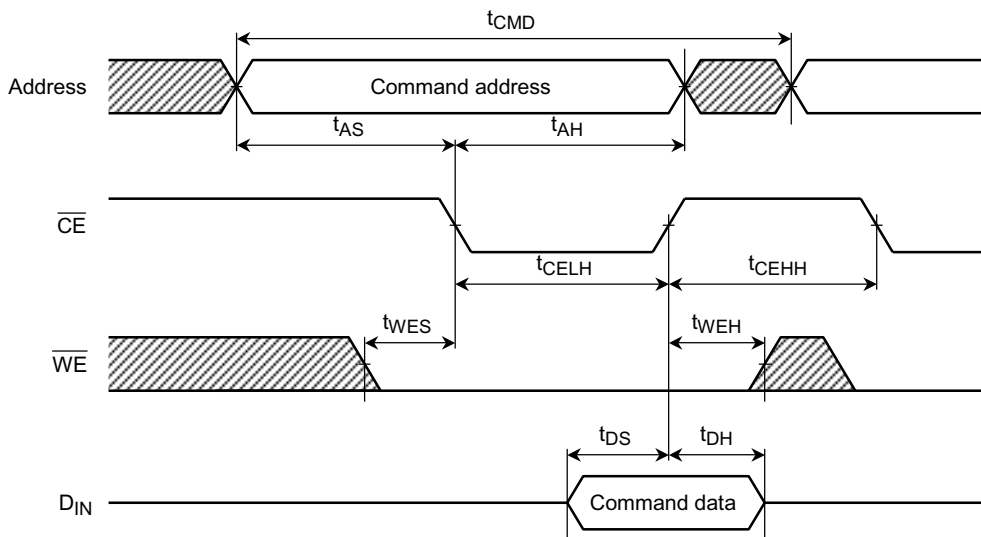 tCMD
Address
Command address
tAS
tAH
CE
tCELH
tCEHH
tWES
tWEH
WE
tDS
tDH
DIN
Command data